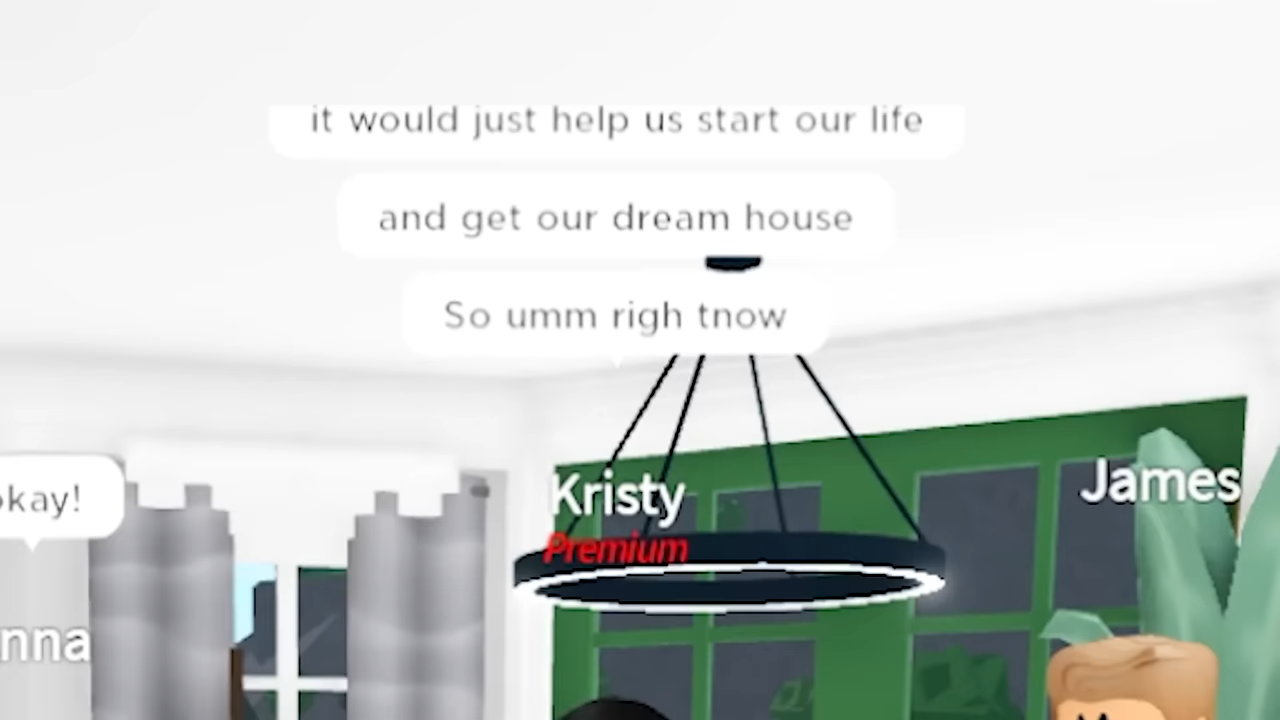 it would just help us start our life
and get our dream house
So umm righ tnow
okay!
Kristy
Premium
James
nna